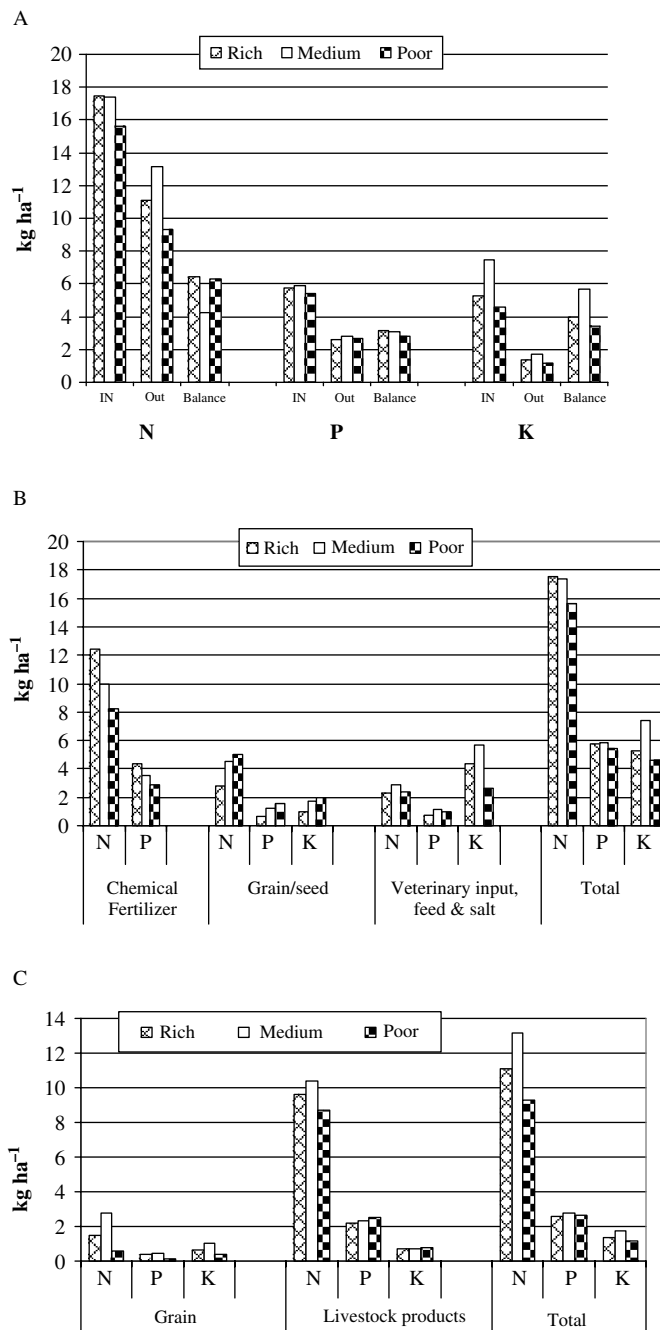 A
Rich Medium Poor
20
18
16
14
12
10
8
6
4
2
0
kg ha⁻¹
IN Out Balance IN Out Balance IN Out Balance
N P K
B
Rich Medium Poor
20
18
16
14
12
10
8
6
4
2
0
kg ha⁻¹
N P N P K N P K N P K
Chemical Grain/seed Veterinary input, Total
Fertilizer feed & salt
C
Rich Medium Poor
14
12
10
8
6
4
2
0
kg ha⁻¹
N P K N P K N P K
Grain Livestock products Total